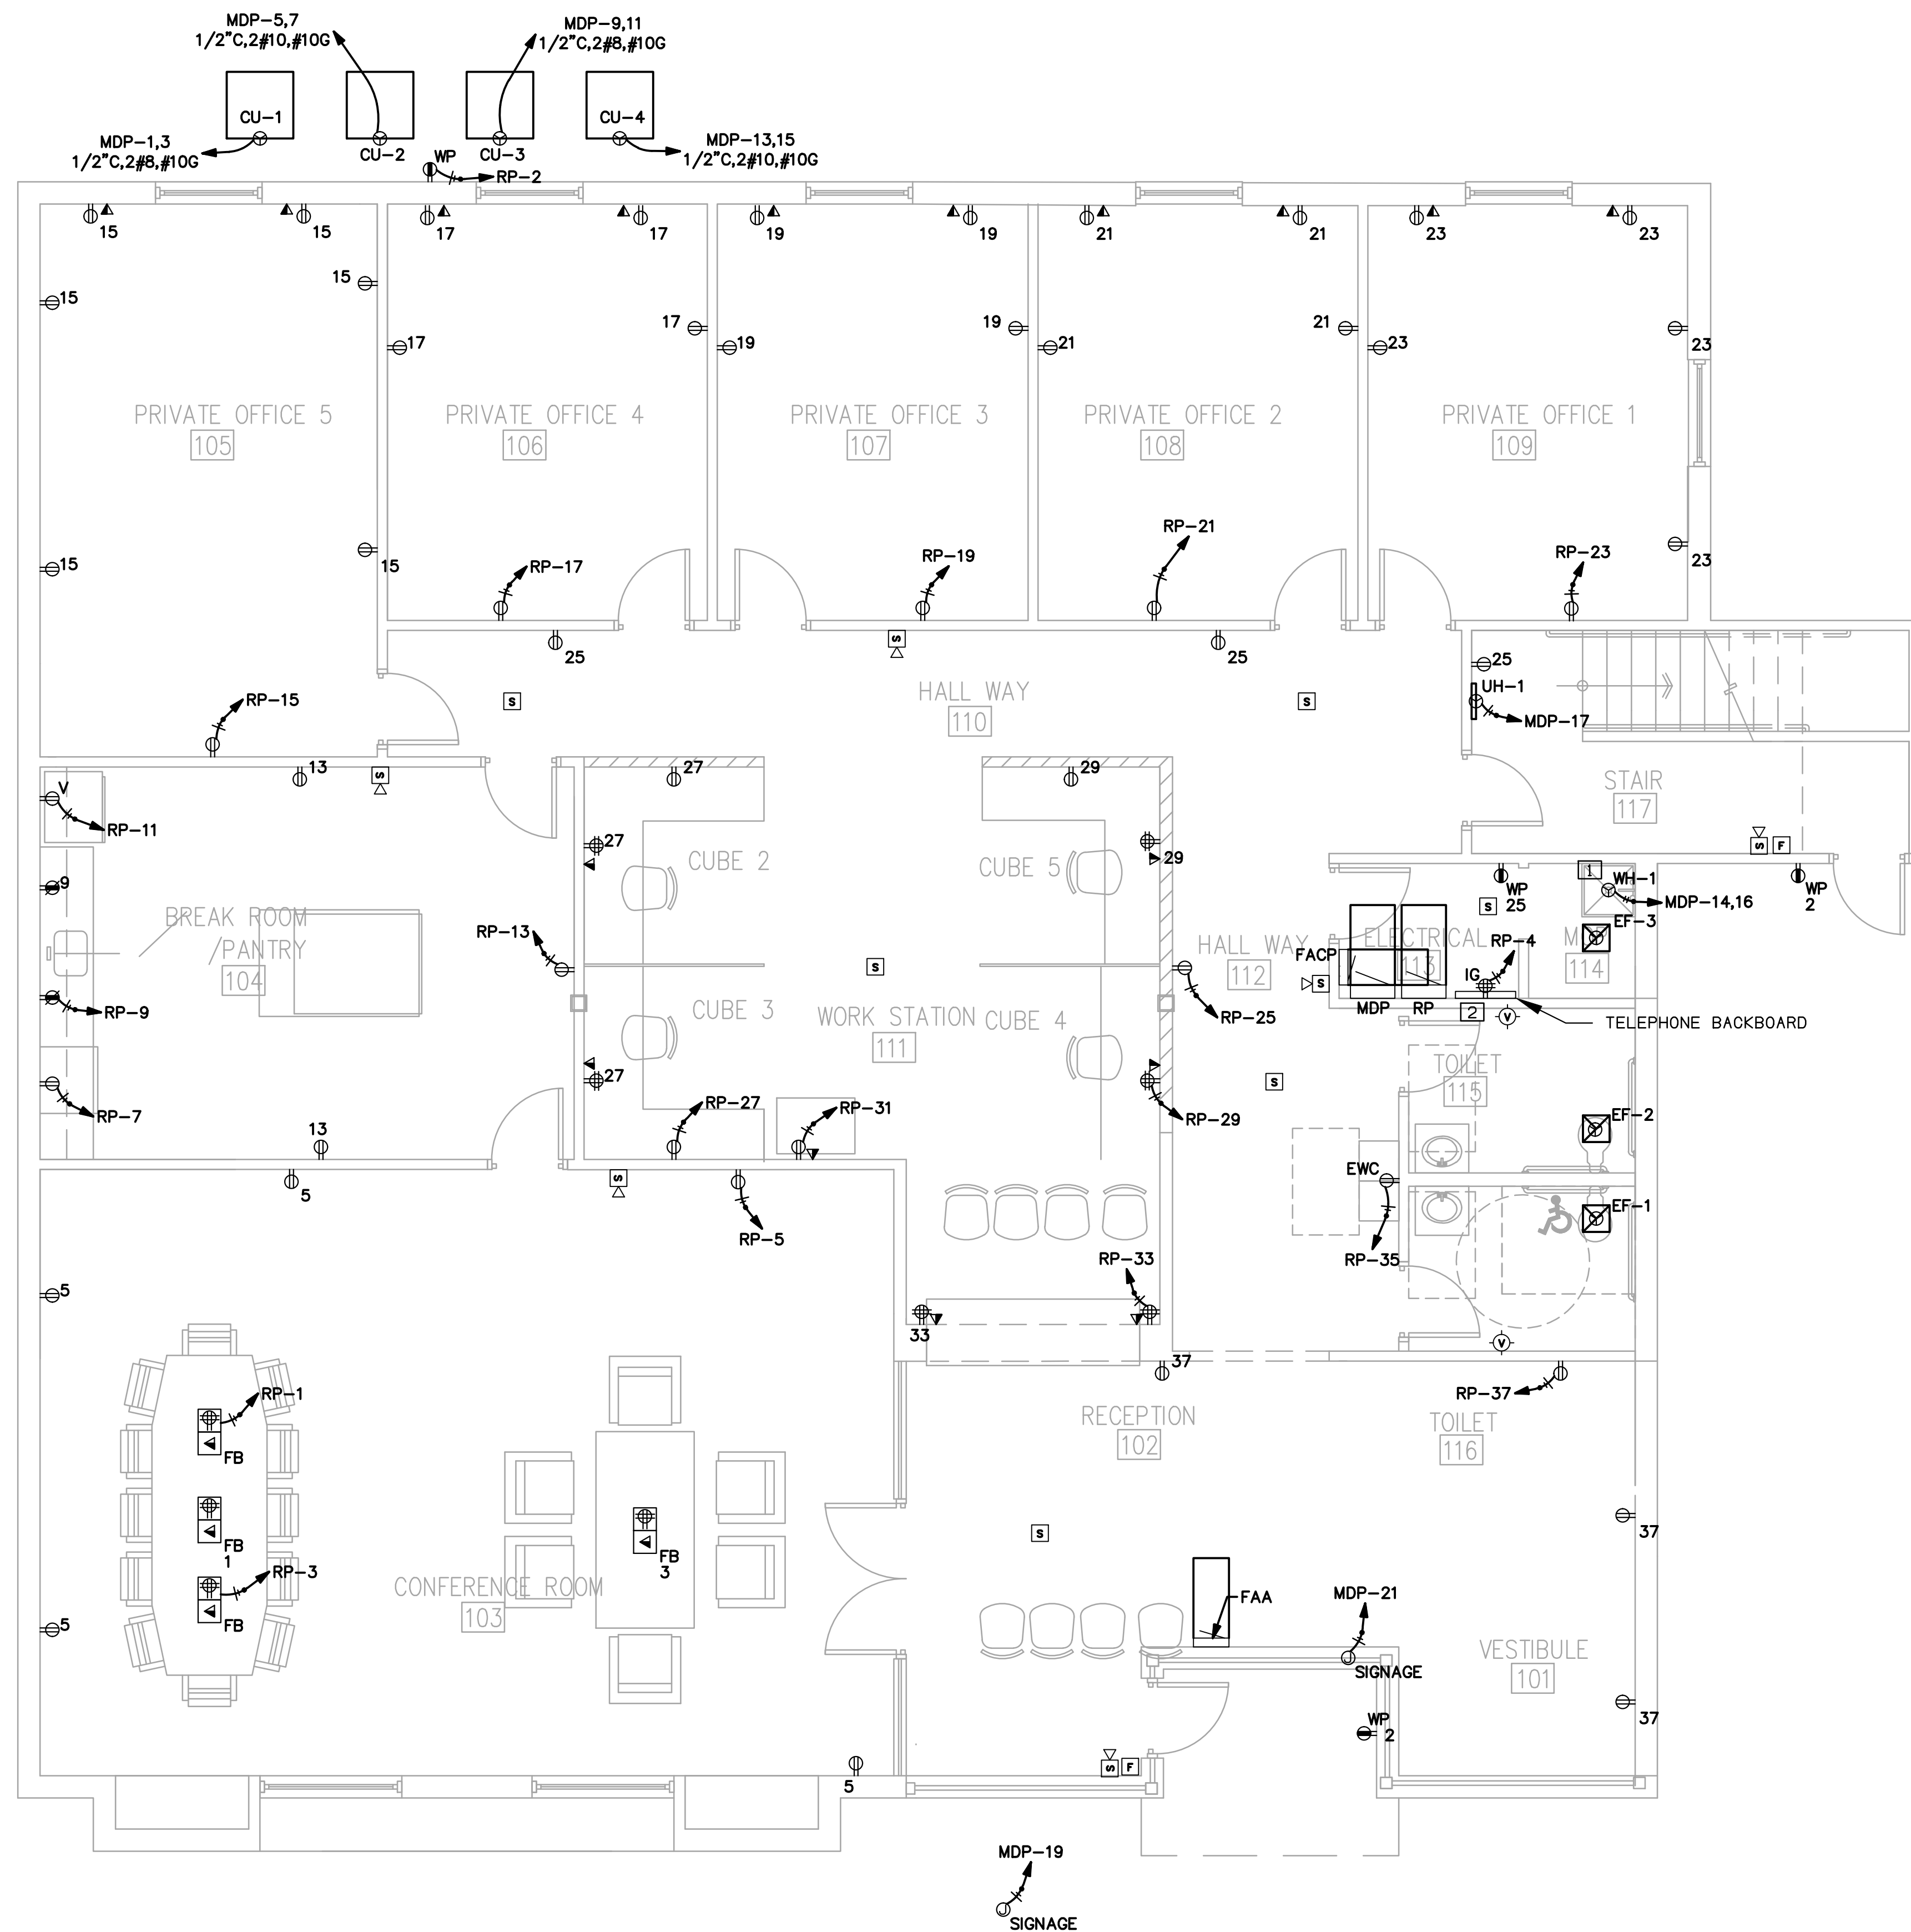 MDP-5,7
1/2"C,2#10,#10G
MDP-9,11
1/2"C,2#8,#10G
CU-1
CU-4
MDP-1,3
1/2"C,2#8,#10G
CU-2
WP
CU-3
MDP-13,15
1/2"C,2#10,#10G
RP-2
15
15
17
17
19
19
21
21
23
23
15
15
17
17
19
19
21
21
23
23
PRIVATE OFFICE 5
105
PRIVATE OFFICE 4
106
PRIVATE OFFICE 3
107
PRIVATE OFFICE 2
108
PRIVATE OFFICE 1
109
15
15
RP-17
RP-19
RP-21
RP-23
23
25
S
25
25
UH-1
MDP-17
RP-15
S
HALL WAY
110
S
13
S
27
29
STAIR
117
V
RP-11
27
CUBE 2
CUBE 5
29
S
F
9
BREAK ROOM
/PANTRY
104
RP-13
S
HALL WAY
112
WP
25
S
1
WH-1
MDP-14,16
WP
2
EF-3
ELECTRICAL
113
RP-4
114
FACP
S
IG
MDP
RP
2
V
TELEPHONE BACKBOARD
RP-9
CUBE 3
WORK STATION
111
CUBE 4
RP-25
TOILET
115
S
27
RP-7
RP-27
RP-31
RP-29
EF-2
13
5
S
RP-5
EWC
EF-1
RP-35
5
RP-33
33
37
V
RP-1
FB
RP-37
RECEPTION
102
TOILET
116
FB
1
RP-3
FB
FB
3
37
S
CONFERENCE ROOM
103
5
FAA
MDP-21
SIGNAGE
VESTIBULE
101
WP
2
37
5
S
F
MDP-19
J
SIGNAGE
J